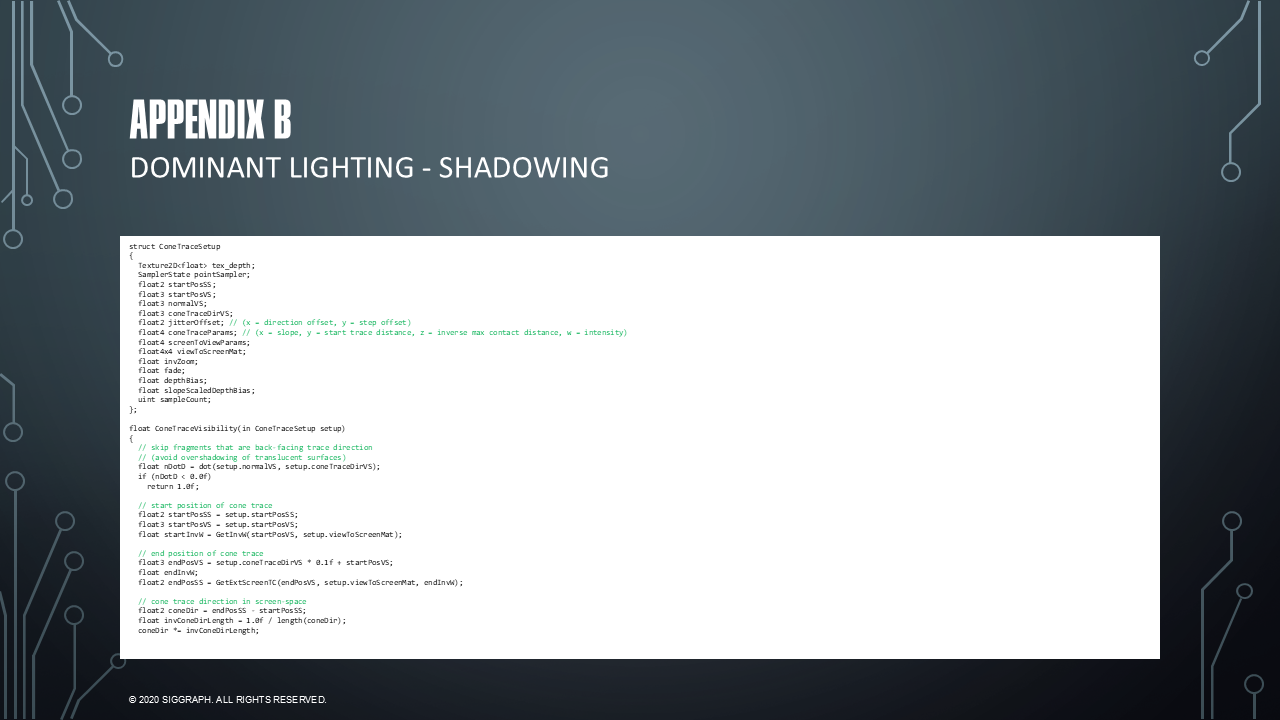 APPENDIX B
DOMINANT LIGHTING - SHADOWING
struct ConeTraceSetup
{
  Texture2D<float> tex_depth;
  SamplerState pointSampler;
  float2 startPosSS;
  float3 startPosVS;
  float3 normalVS;
  float3 coneTraceDirVS;
  float2 jitterOffset; // (x = direction offset, y = step offset)
  float4 coneTraceParams; // (x = slope, y = start trace distance, z = inverse max contact distance, w = intensity)
  float4 screenToViewParams;
  float4x4 viewToScreenMat;
  float invZoom;
  float fade;
  float depthBias;
  float slopeScaledDepthBias;
  uint sampleCount;
};
float ConeTraceVisibility(in ConeTraceSetup setup)
{
  // skip fragments that are back-facing trace direction
  // (avoid overshadowing of translucent surfaces)
  float nDotD = dot(setup.normalVS, setup.coneTraceDirVS);
  if (nDotD < 0.0f)
    return 1.0f;
  // start position of cone trace
  float2 startPosSS = setup.startPosSS;
  float3 startPosVS = setup.startPosVS;
  float startInvW = GetInvW(startPosVS, setup.viewToScreenMat);
  // end position of cone trace
  float3 endPosVS = setup.coneTraceDirVS * 0.1f + startPosVS;
  float endInvW;
  float2 endPosSS = GetExtScreenTC(endPosVS, setup.viewToScreenMat, endInvW);
  // cone trace direction in screen-space
  float2 coneDir = endPosSS - startPosSS;
  float invConeDirLength = 1.0f / length(coneDir);
  coneDir *= invConeDirLength;
© 2020 SIGGRAPH. ALL RIGHTS RESERVED.